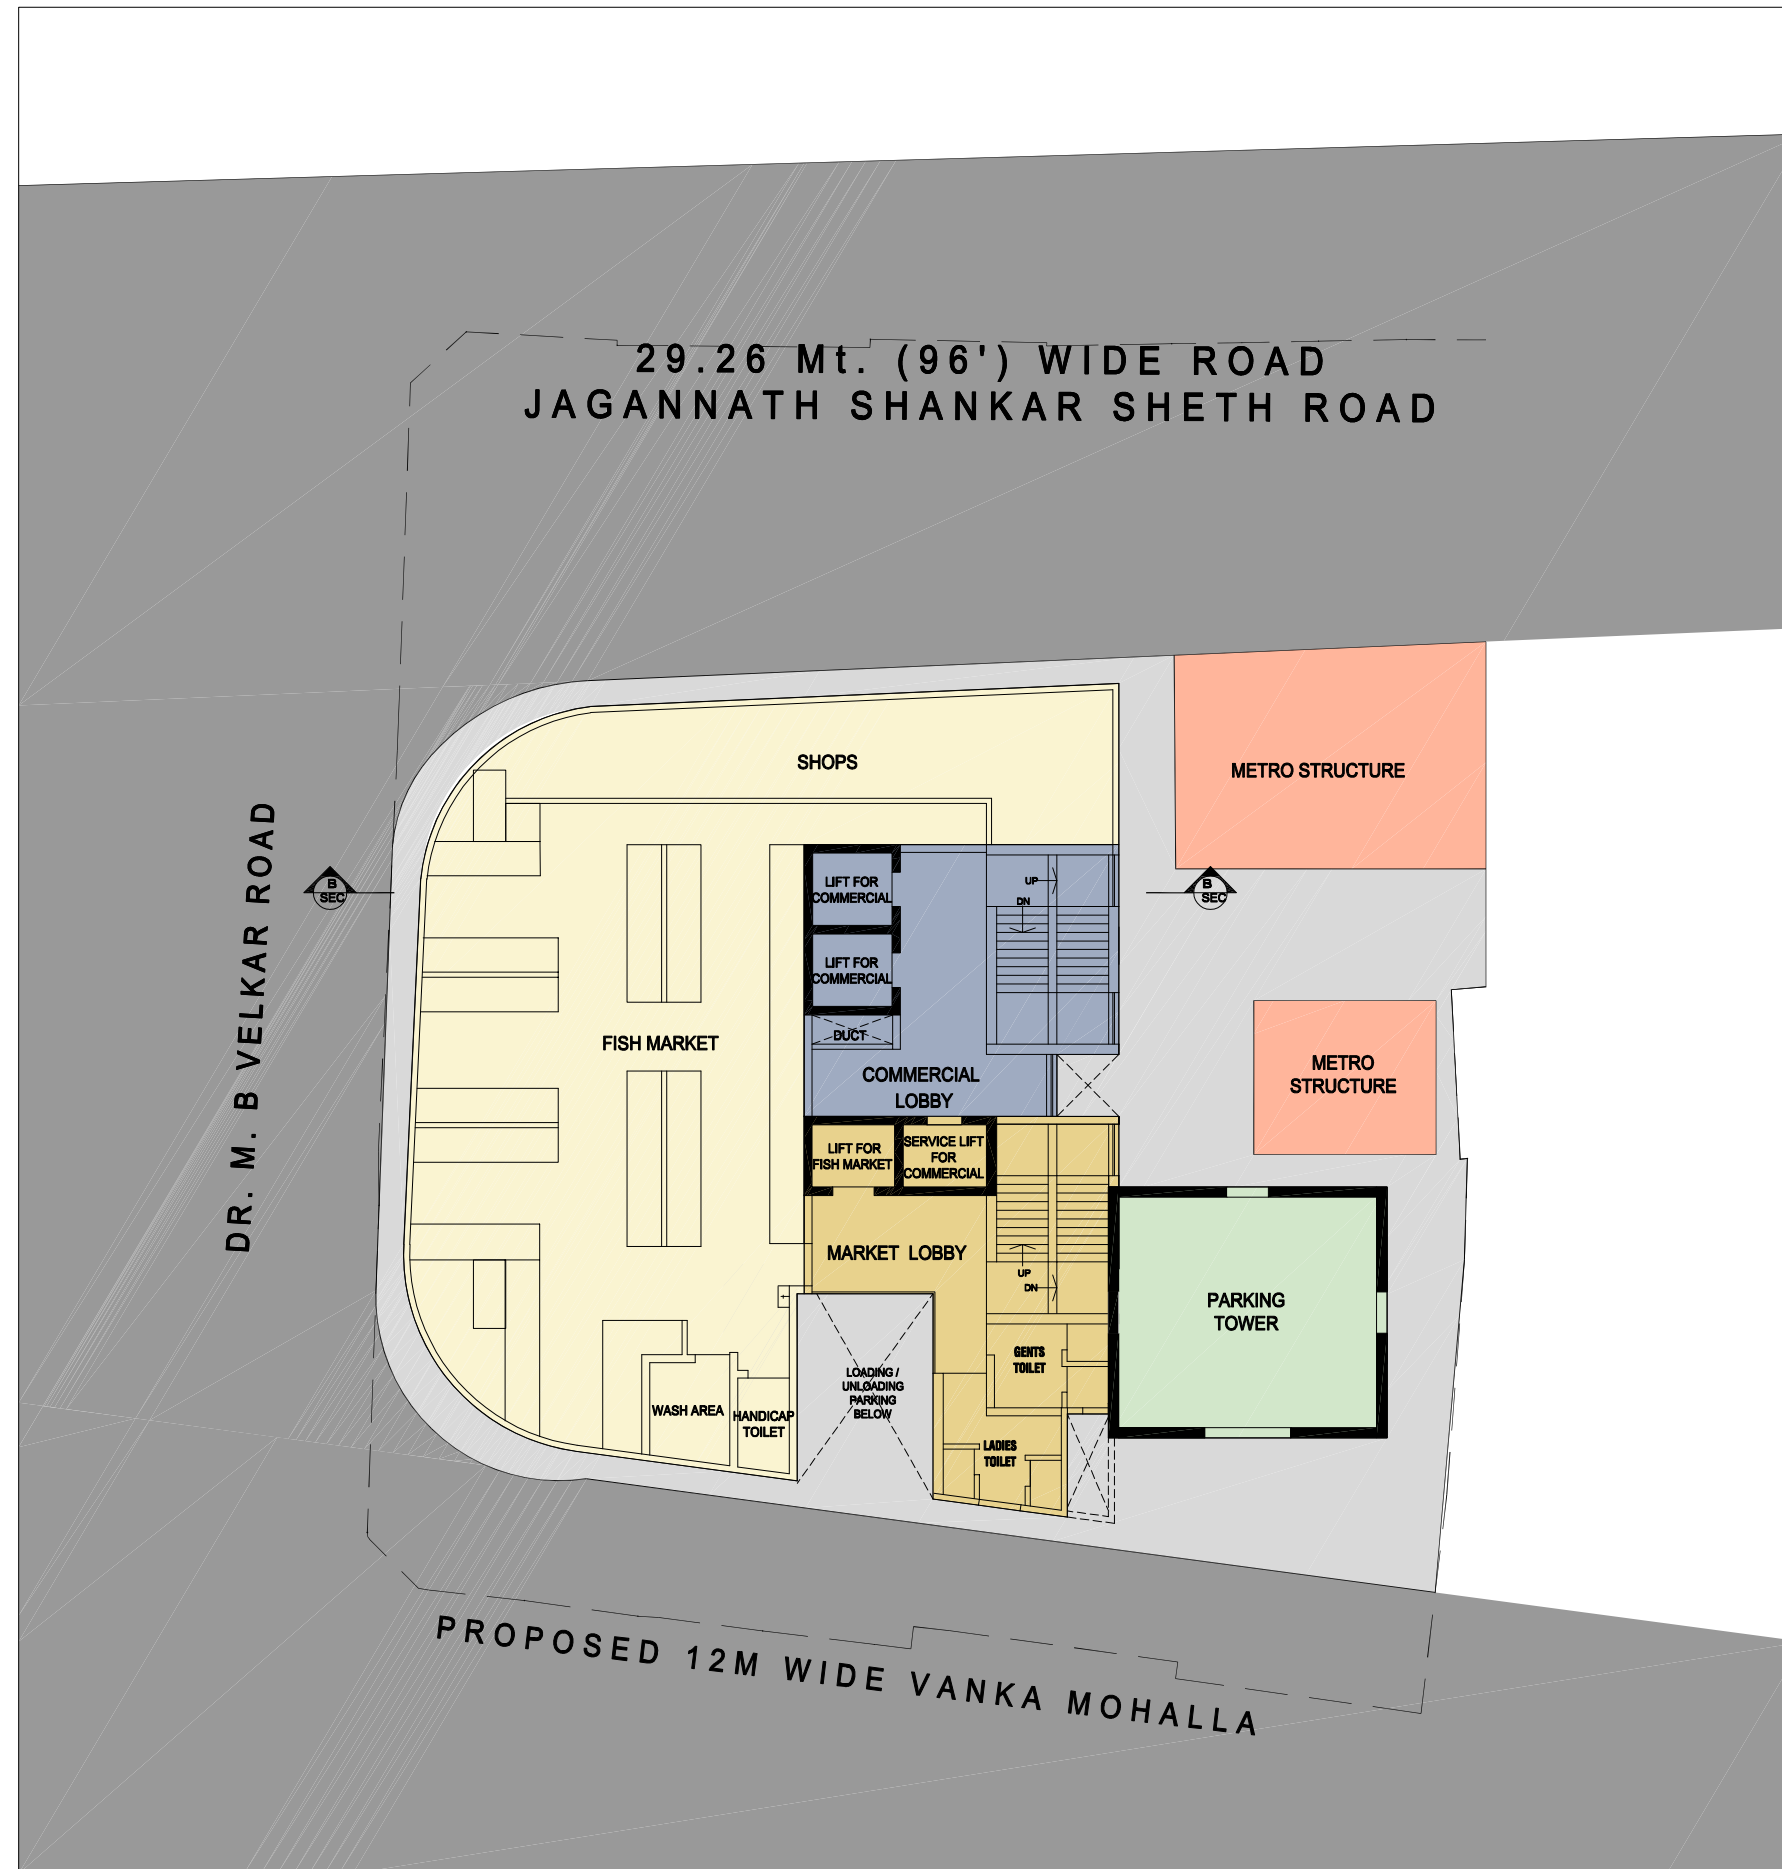 29.26 Mt. (96') WIDE ROAD
JAGANNATH SHANKAR SHETH ROAD
SHOPS
METRO STRUCTURE
DR. M. B VELKAR ROAD
B
SEC
B
SEC
LIFT FOR
COMMERCIAL
UP
DN
LIFT FOR
COMMERCIAL
DUCT
FISH MARKET
COMMERCIAL
LOBBY
METRO
STRUCTURE
LIFT FOR
FISH MARKET
SERVICE LIFT
FOR
COMMERCIAL
MARKET LOBBY
UP
DN
PARKING
TOWER
GENTS
TOILET
LOADING /
UNLOADING
PARKING
BELOW
WASH AREA
HANDICAP
TOILET
LADIES
TOILET
PROPOSED 12M WIDE VANKA MOHALLA